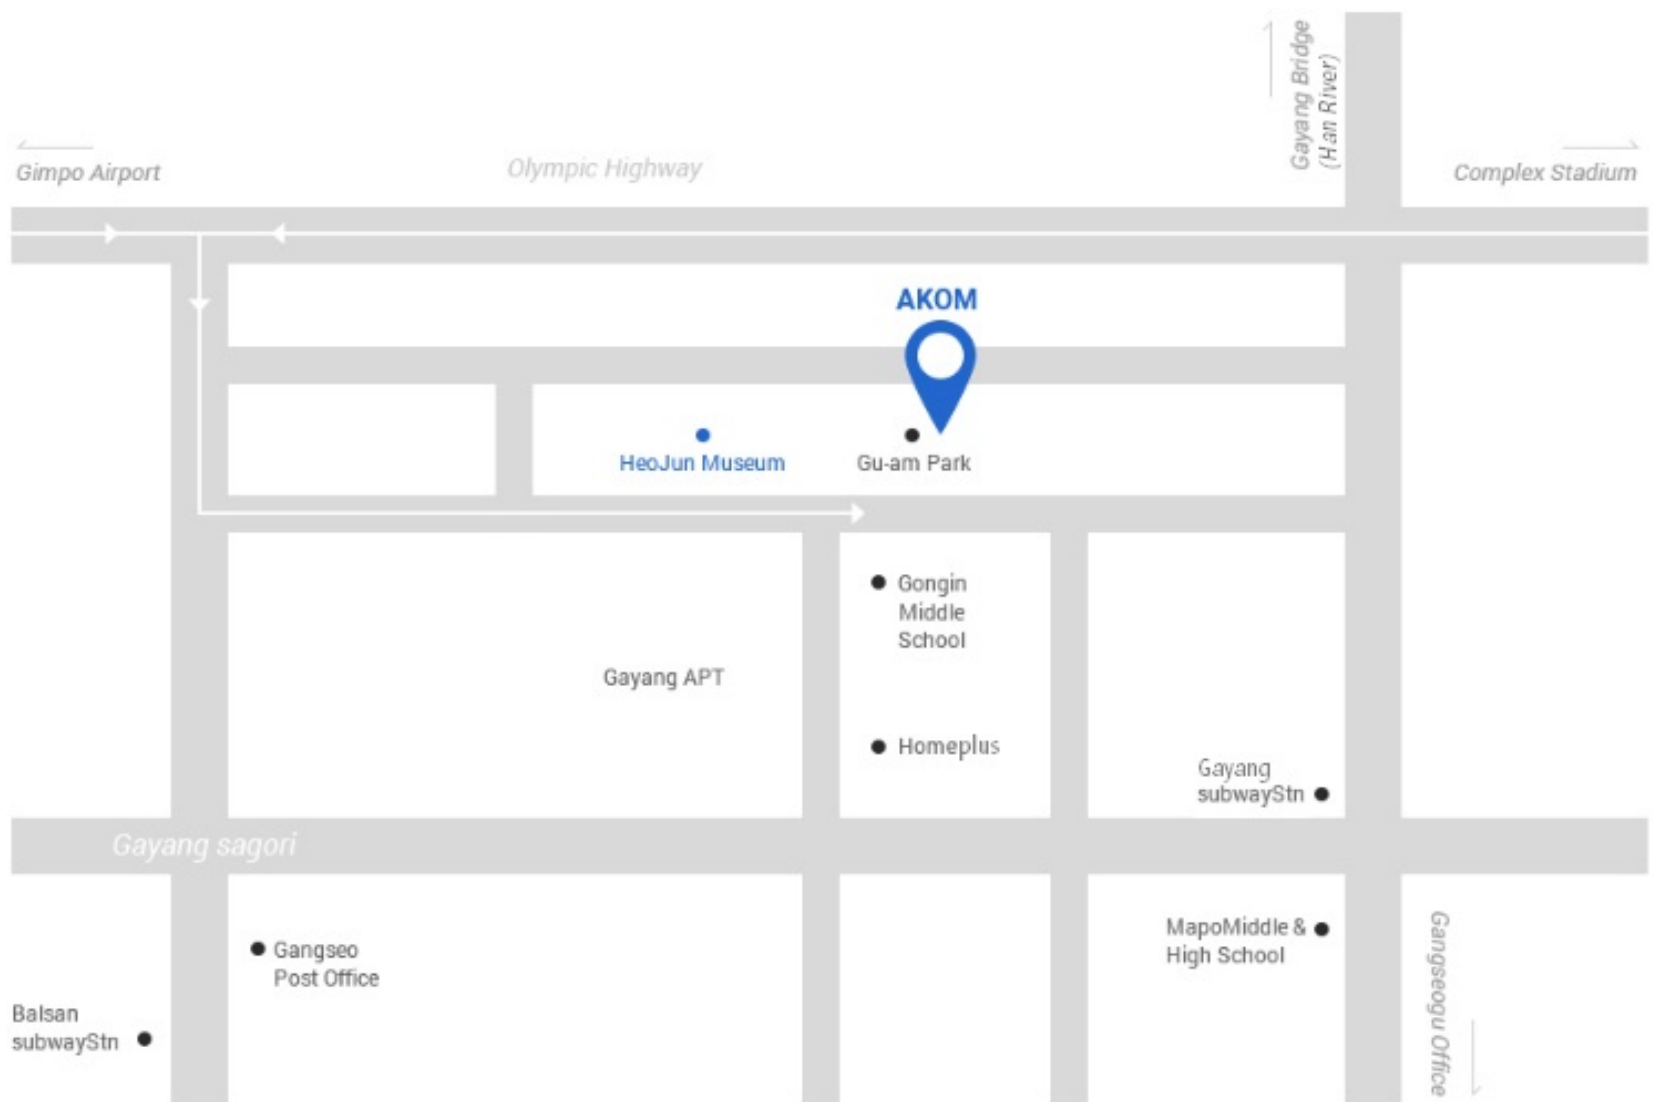 Gayang Bridge
(Han River)
Gimpo Airport
Olympic Highway
Complex Stadium
AKOM
HeoJun Museum
Gu-am Park
Gongin
Middle
School
Gayang APT
Homeplus
Gayang
subwayStn
Gayang sagori
Gangseo
Post Office
MapoMiddle &
High School
Balsan
subwayStn
Gangseogu Office